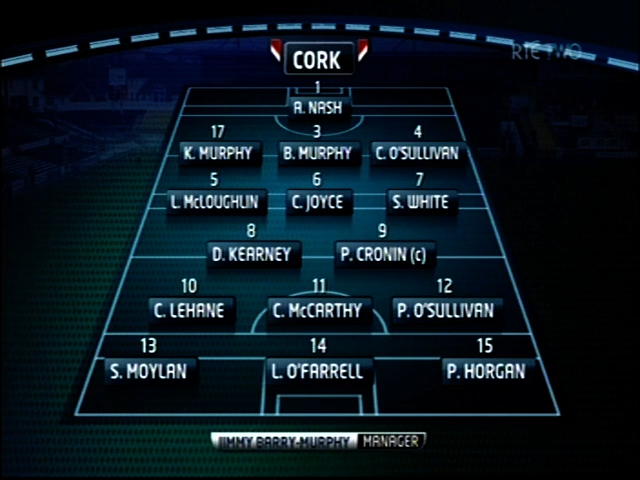 RTE TWO
CORK
1
A. NASH
17 3 4
K. MURPHY B. MURPHY C. O'SULLIVAN
5 6 7
L. McLOUGHLIN C. JOYCE S. WHITE
8 9
D. KEARNEY P. CRONIN (c)
10 11 12
C. LEHANE C. McCARTHY P. O'SULLIVAN
13 14 15
S. MOYLAN L. O'FARRELL P. HORGAN
JIMMY BARRY-MURPHY MANAGER